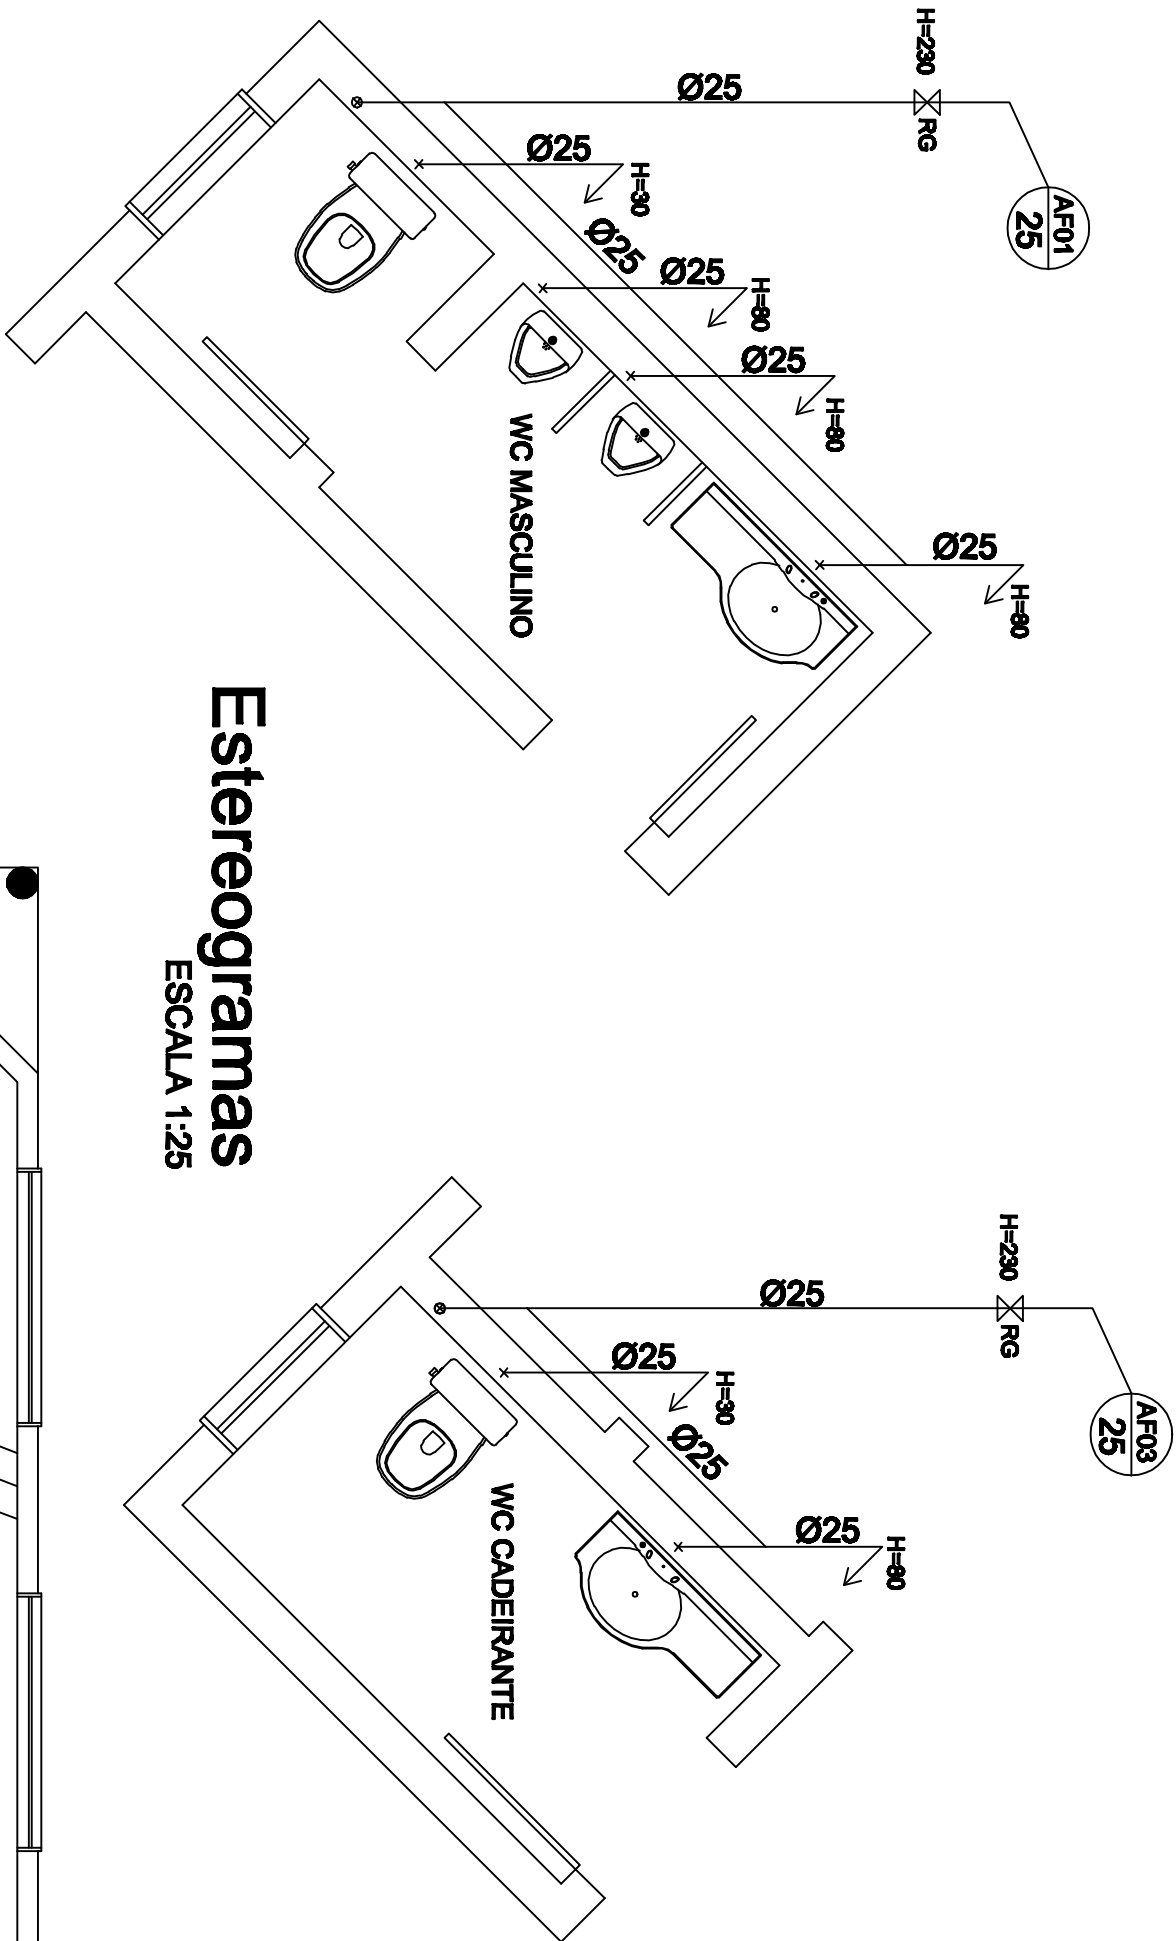 H=230
RG
Ø25
AF01
25
Ø25
H=30
Ø25
Ø25
H=80
Ø25
H=80
Ø25
H=80
WC MASCULINO
Estereogramas
ESCALA 1:25
H=230
RG
Ø25
AF03
25
Ø25
H=30
Ø25
Ø25
H=80
WC CADEIRANTE